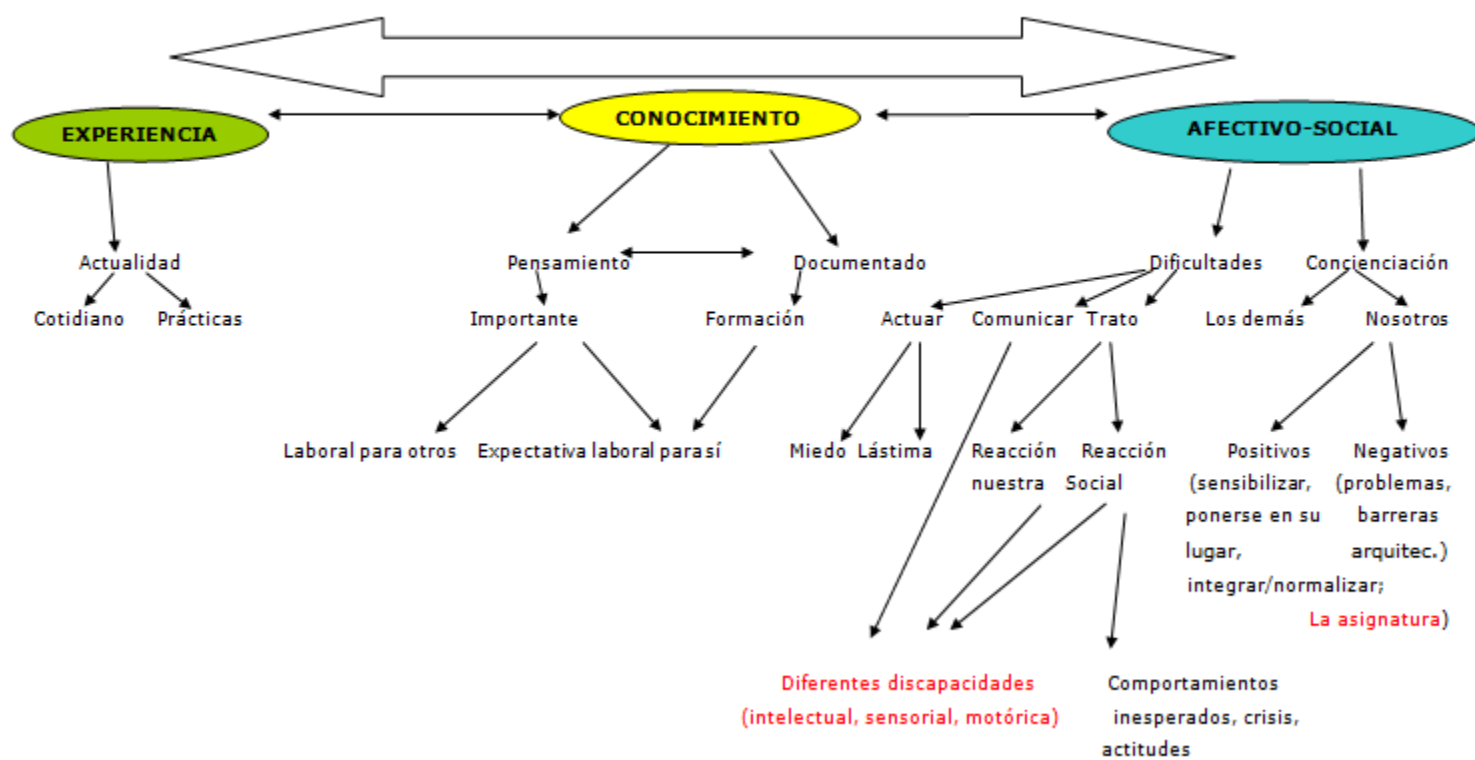 EXPERIENCIA CONOCIMIENTO AFECTIVO-SOCIAL
Actualidad Pensamiento Documentado Dificultades Concienciación
Cotidiano Prácticas Importante Formación Actuar Comunicar Trato Los demás Nosotros
Laboral para otros Expectativa laboral para sí Miedo Lástima Reacción Reacción Positivos Negativos
nuestra Social (sensibilizar, (problemas,
ponerse en su barreras
lugar, arquitec.)
integrar/normalizar;
La asignatura)
Diferentes discapacidades Comportamientos
(intelectual, sensorial, motórica) inesperados, crisis,
actitudes